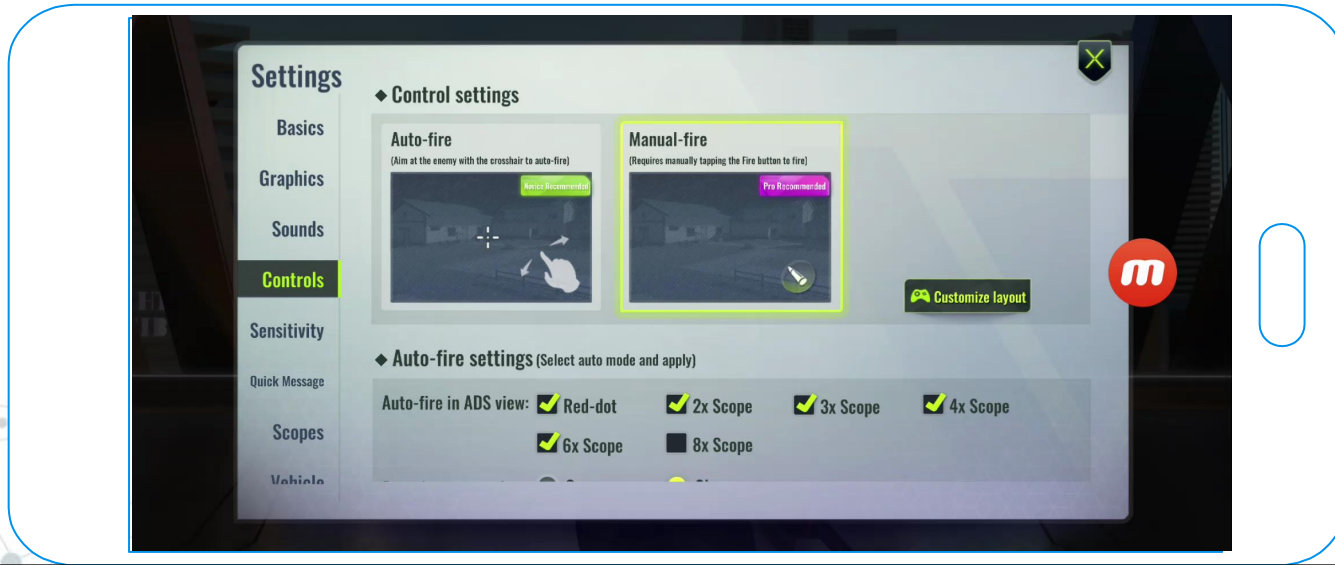 Settings
Basics
Graphics
Sounds
Controls
Sensitivity
Quick Message
Scopes
Vehicle
Control settings
Auto-fire
(Aim at the enemy with the crosshair to auto-fire)
Novice Recommended
Manual-fire
(Requires manually tapping the Fire button to fire)
Pro Recommended
Customize layout
Auto-fire settings (Select auto mode and apply)
Auto-fire in ADS view: Red-dot 2x Scope 3x Scope 4x Scope
6x Scope 8x Scope
m